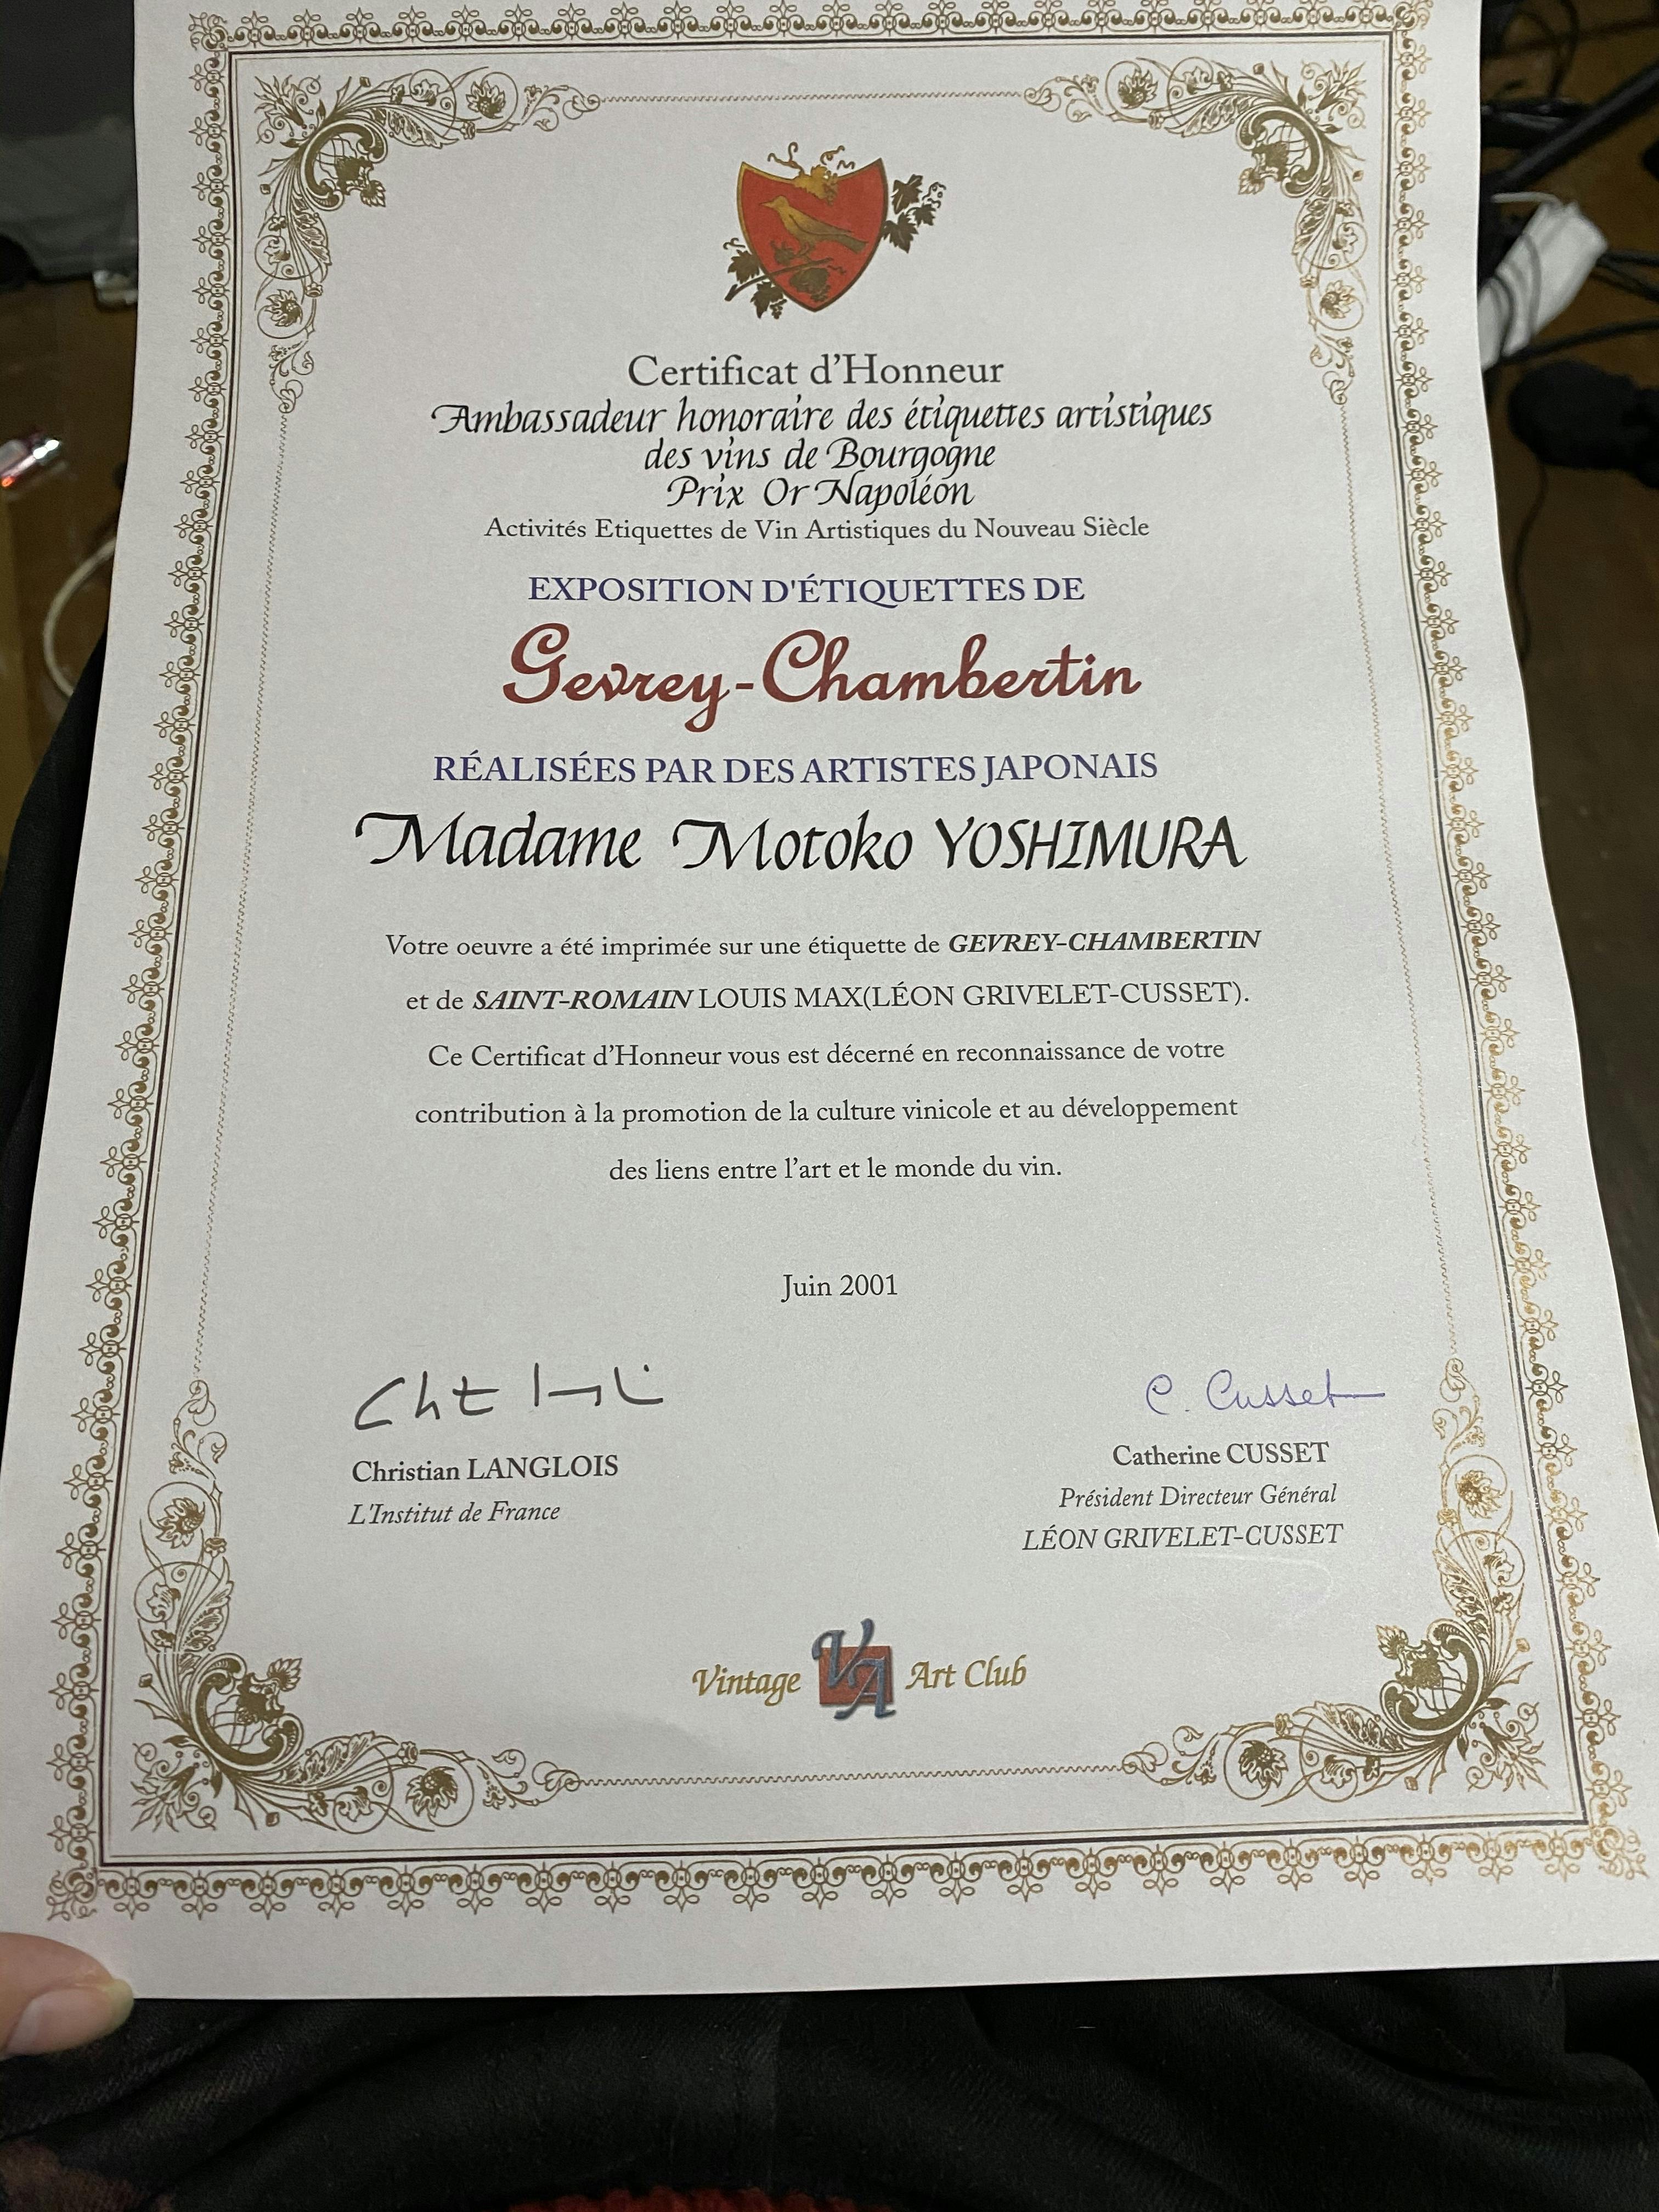 Certificat d'Honneur
Ambassadeur honoraire des étiquettes artistiques
des vins de Bourgogne
Prix Or Napoléon
Activités Etiquettes de Vin Artistiques du Nouveau Siècle
EXPOSITION D'ÉTIQUETTES DE
Gevrey-Chambertin
RÉALISÉES PAR DES ARTISTES JAPONAIS
Madame Motoko YOSHIMURA
Votre oeuvre a été imprimée sur une étiquette de GEVREY-CHAMBERTIN
et de SAINT-ROMAIN LOUIS MAX(LÉON GRIVELET-CUSSET).
Ce Certificat d'Honneur vous est décerné en reconnaissance de votre
contribution à la promotion de la culture vinicole et au développement
des liens entre l'art et le monde du vin.
Juin 2001
C. Cusset
Christian LANGLOIS
L'Institut de France
Catherine CUSSET
Président Directeur Général
LÉON GRIVELET-CUSSET
Vintage VA Art Club